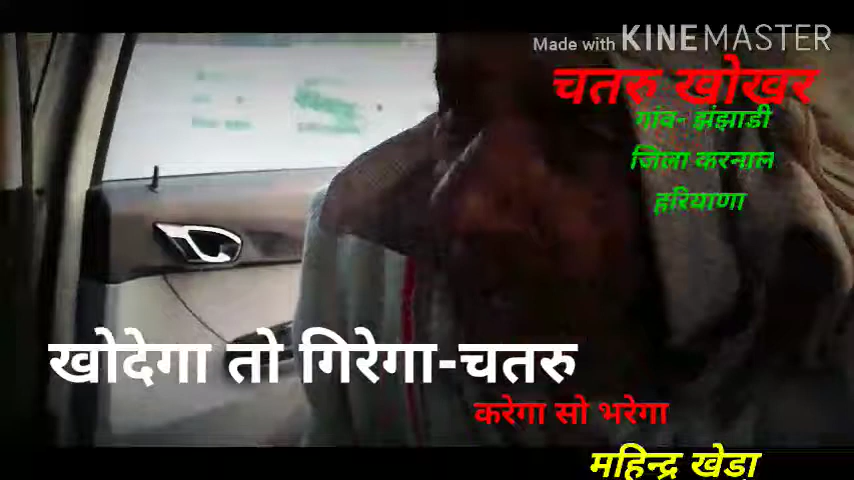 Made with KINEMASTER
चतरु खोखर
गांव- झंझाडी
जिला करनाल
हरियाणा
खोदेगा तो गिरेगा-चतरु
करेगा सो भरेगा
महिन्द्र खेडा